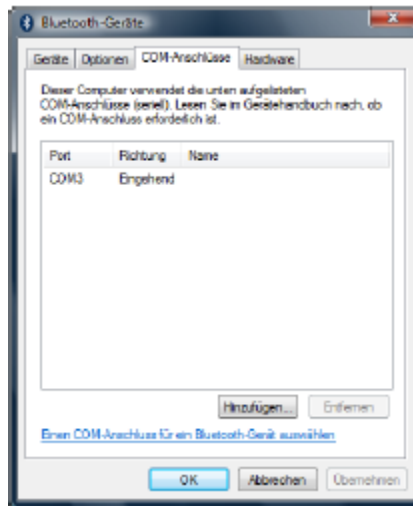 Bluetooth-Geräte
Geräte Optionen COM-Anschlüsse Hardware
Dieser Computer verwendet die unten aufgelisteten
COM-Anschlüsse (seriell). Lesen Sie im Gerätehandbuch nach, ob
ein COM-Anschluss erforderlich ist.
Port Richtung Name
COM3 Eingehend
Hinzufügen... Entfernen
Einen COM-Anschluss für ein Bluetooth-Gerät auswählen
OK Abbrechen Übernehmen